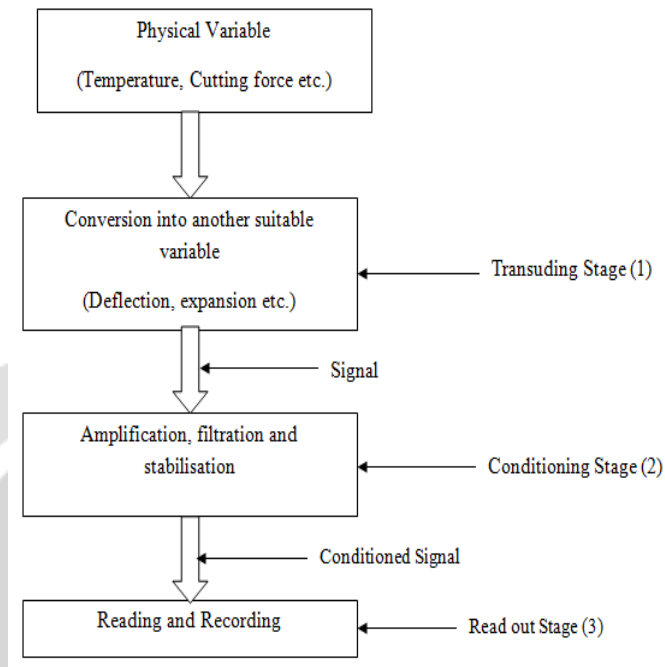 Physical Variable
(Temperature, Cutting force etc.)
Conversion into another suitable
variable
(Deflection, expansion etc.)
Transuding Stage (1)
Signal
Amplification, filtration and
stabilisation
Conditioning Stage (2)
Conditioned Signal
Reading and Recording
Read out Stage (3)